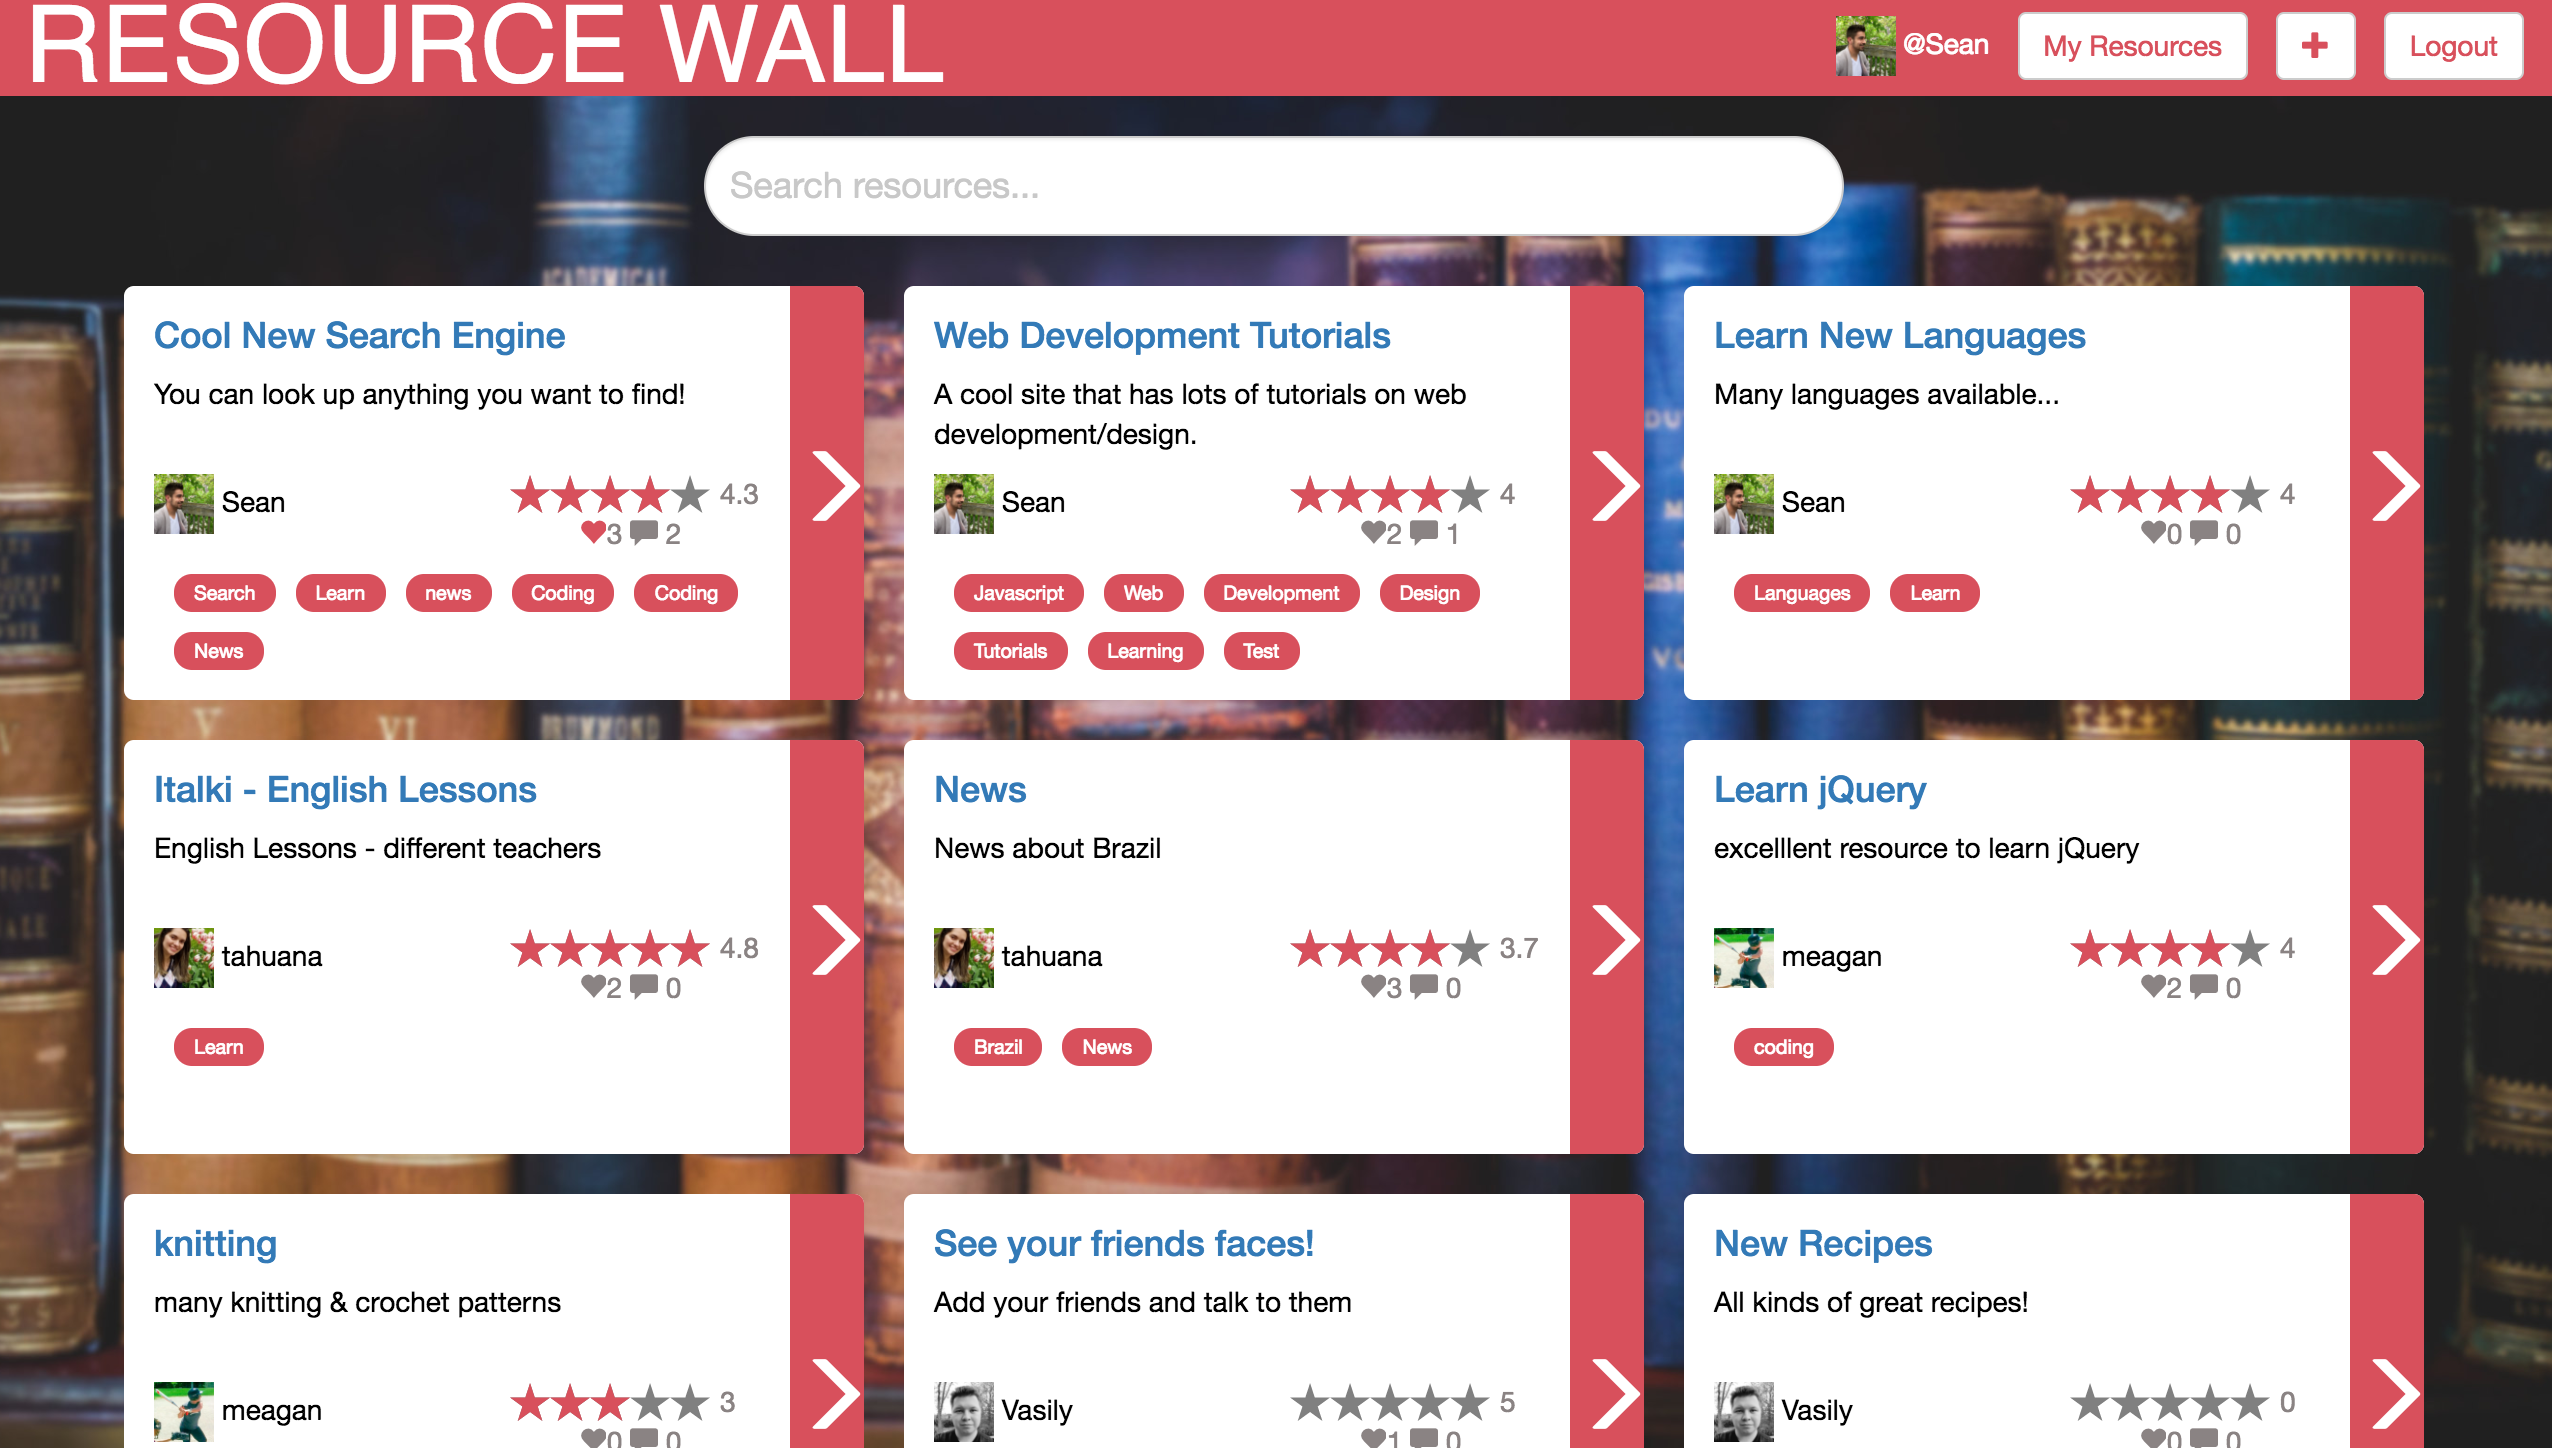 RESOURCE WALL
@Sean
My Resources
Logout
Search resources...
Cool New Search Engine
You can look up anything you want to find!
Sean
4.3
3 2
Search Learn news Coding Coding
News
Web Development Tutorials
A cool site that has lots of tutorials on web
development/design.
Sean
4
2 1
Javascript Web Development Design
Tutorials Learning Test
Learn New Languages
Many languages available...
Sean
4
0 0
Languages Learn
Italki - English Lessons
English Lessons - different teachers
tahuana
4.8
2 0
Learn
News
News about Brazil
tahuana
3.7
3 0
Brazil News
Learn jQuery
excelllent resource to learn jQuery
meagan
4
2 0
coding
knitting
many knitting & crochet patterns
meagan
3
0 0
See your friends faces!
Add your friends and talk to them
Vasily
5
1 0
New Recipes
All kinds of great recipes!
Vasily
0
0 0
ACADEMICAL
V
VI
DRUMMOND